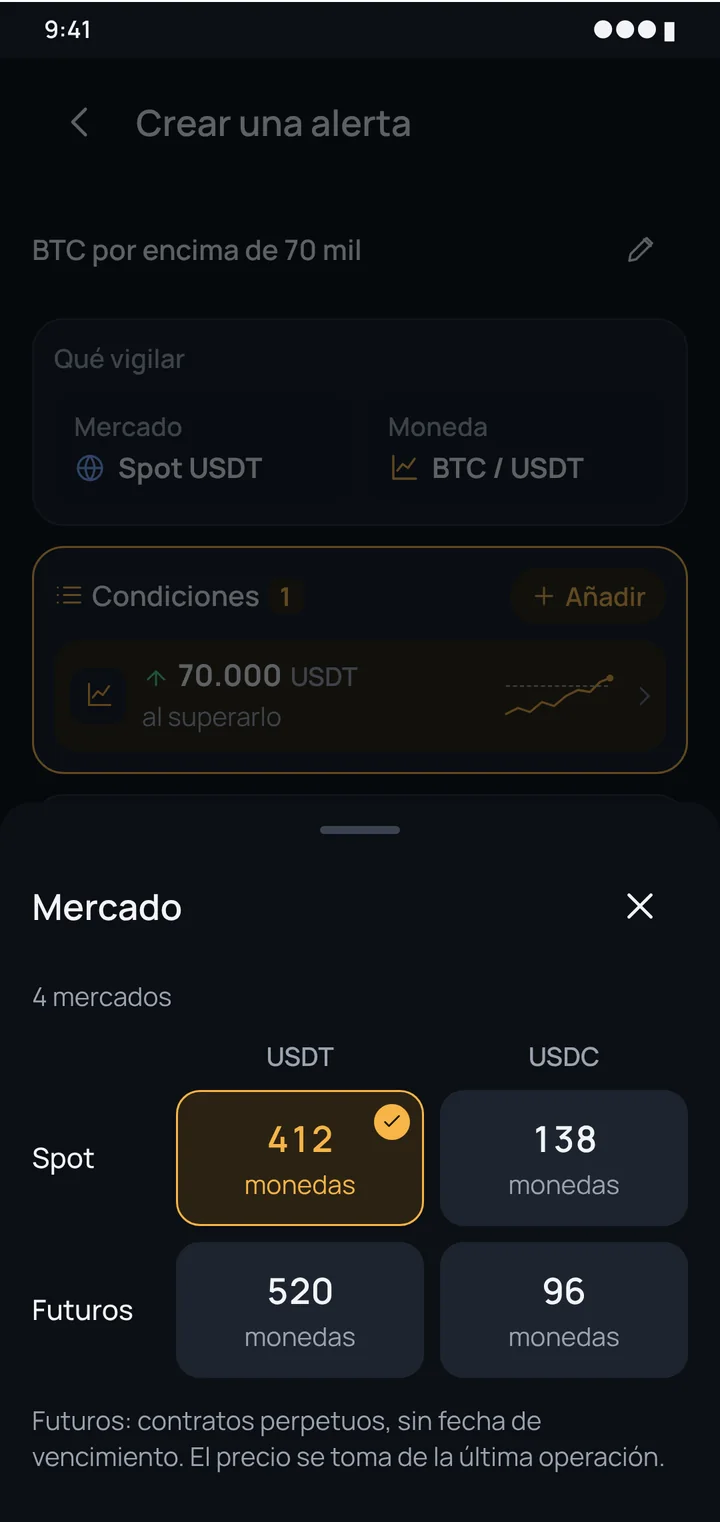 9:41
Crear una alerta
BTC por encima de 70 mil
Qué vigilar
Mercado
Spot USDT
Moneda
BTC / USDT
Condiciones 1
+ Añadir
70.000 USDT
al superarlo
Mercado
4 mercados
USDT USDC
Spot
412
monedas
138
monedas
Futuros
520
monedas
96
monedas
Futuros: contratos perpetuos, sin fecha de
vencimiento. El precio se toma de la última operación.